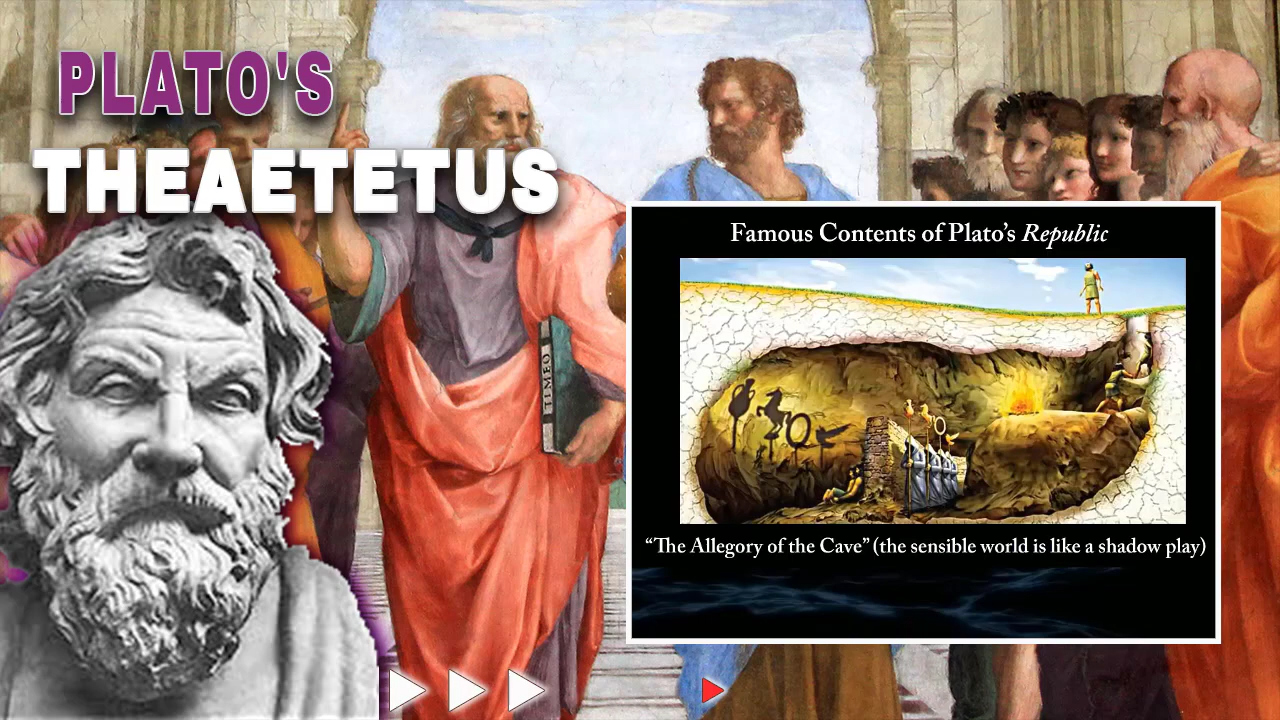 PLATO'S
THEAETETUS
TIMEO
Famous Contents of Plato’s Republic
“The Allegory of the Cave” (the sensible world is like a shadow play)